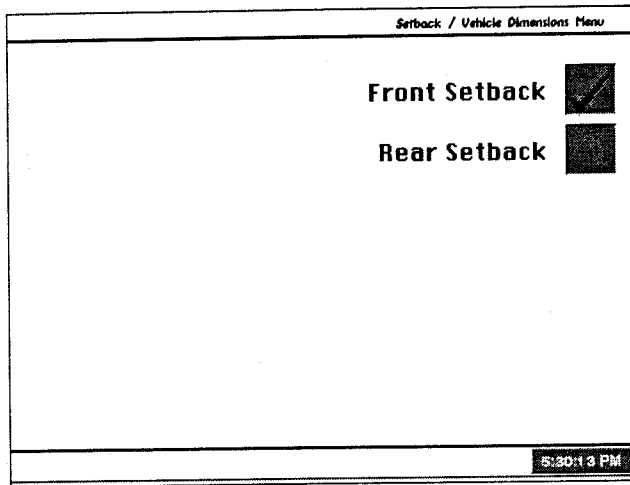 Setback / Vehicle Dimensions Menu
Front Setback
Rear Setback
5:30:13 PM